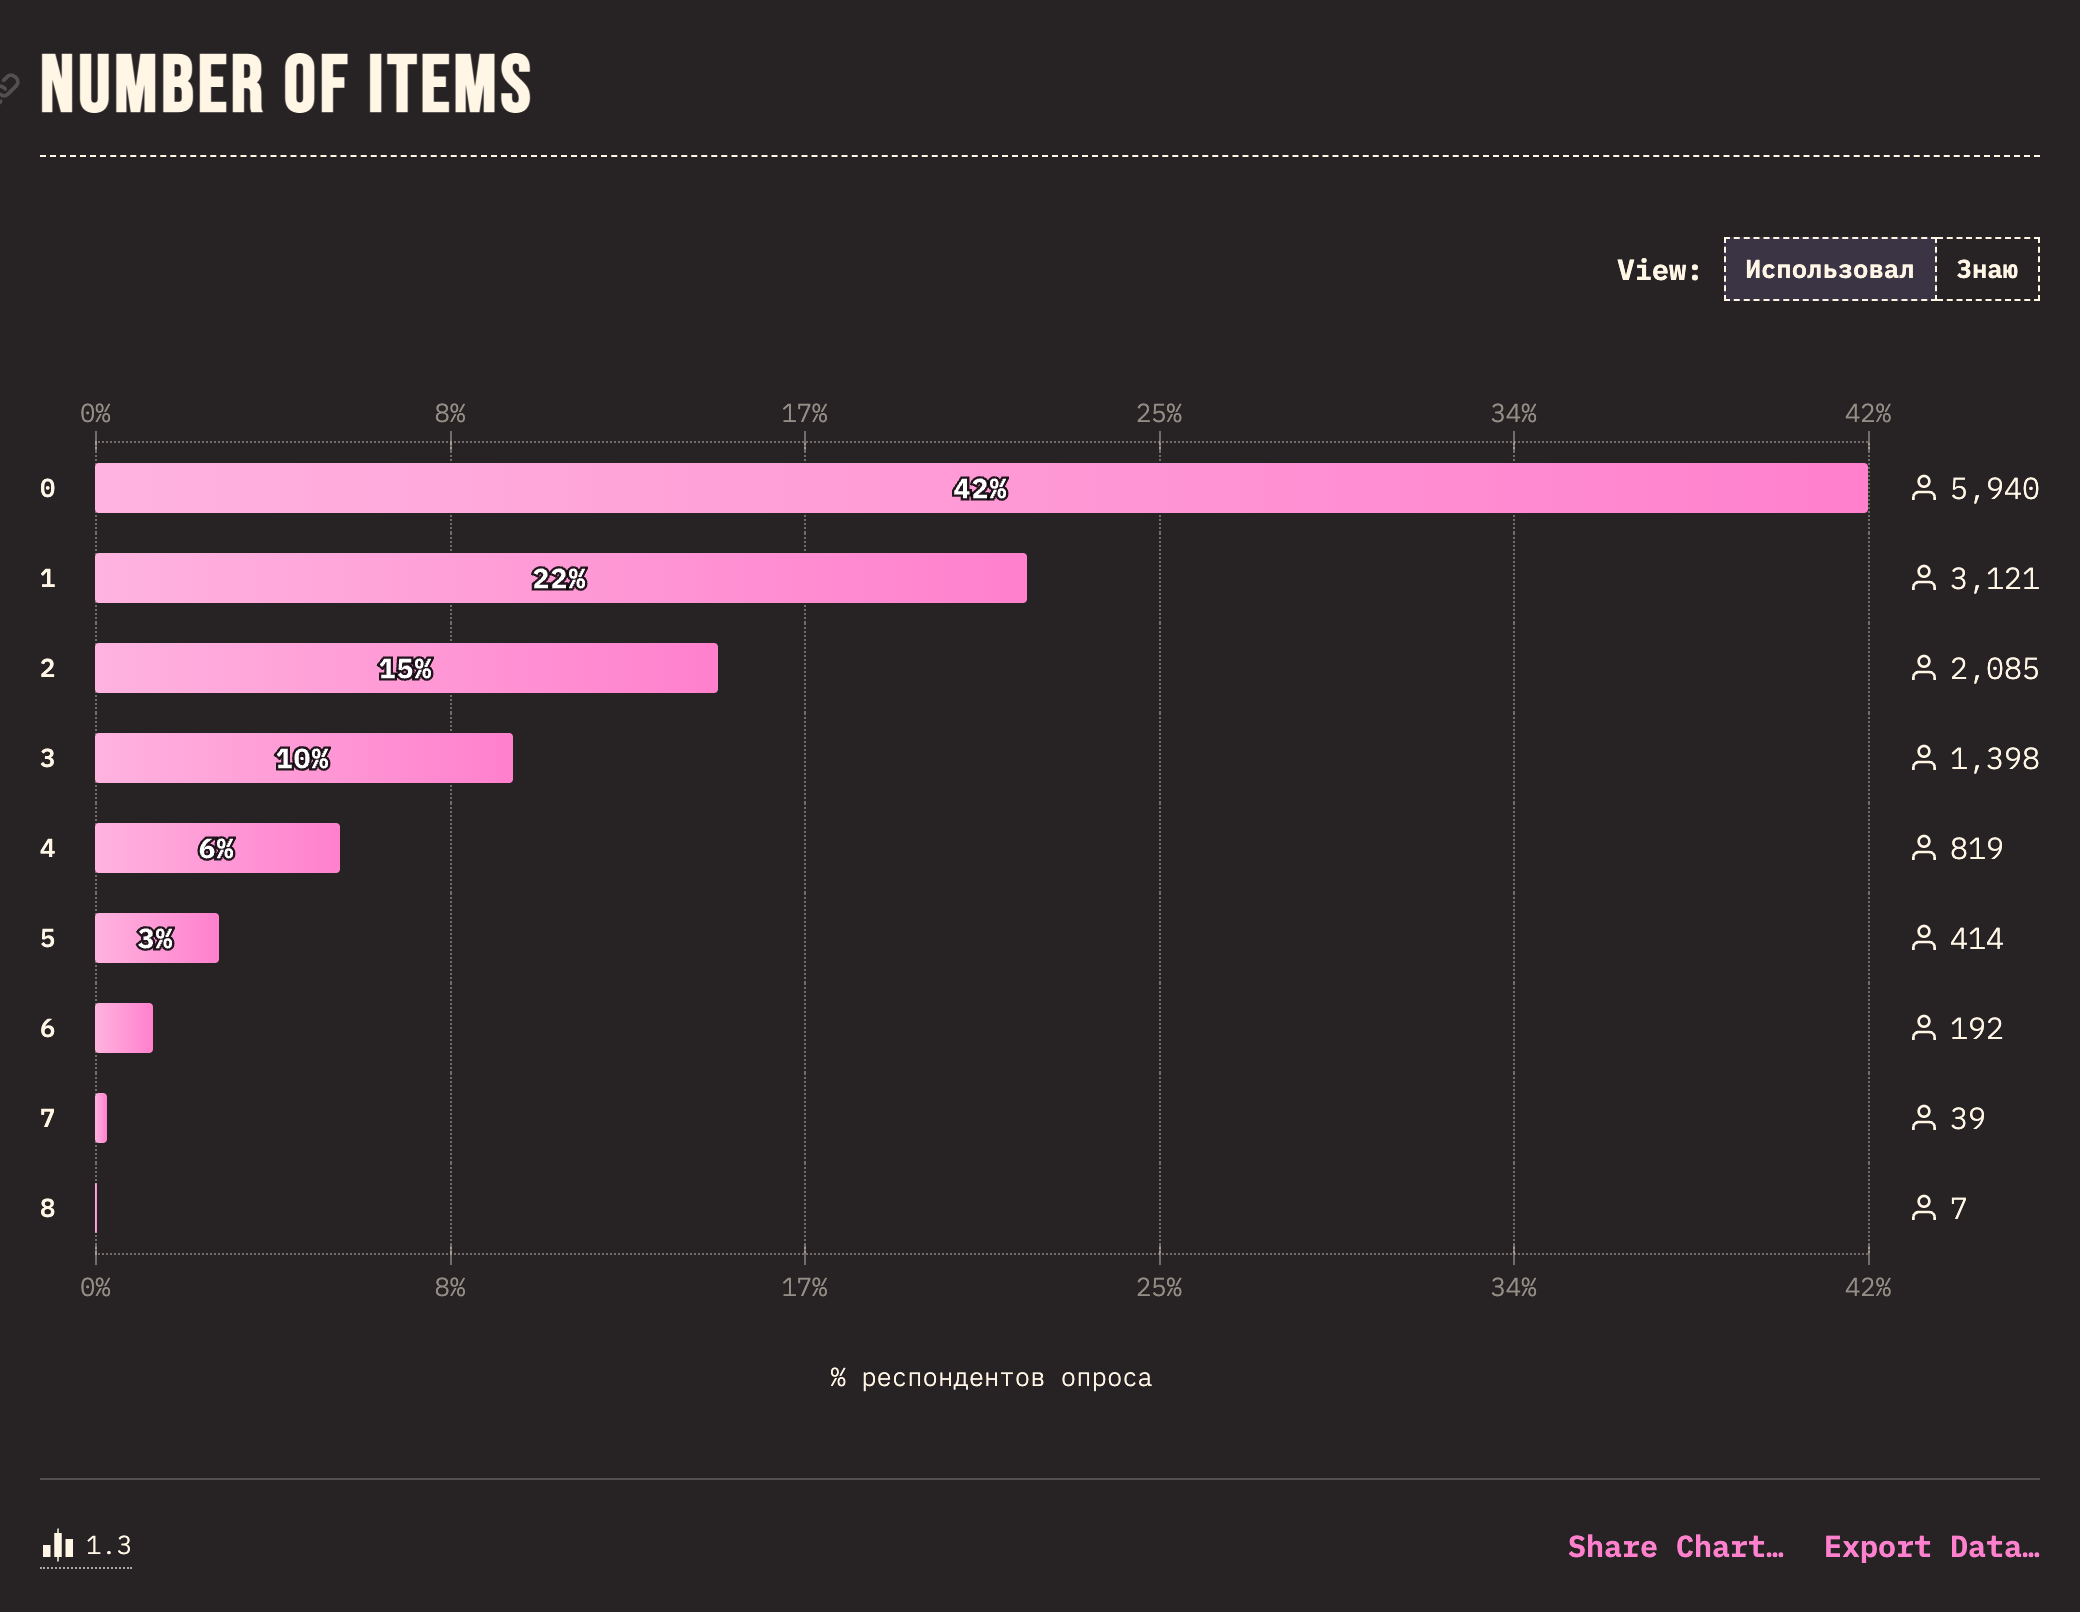 NUMBER OF ITEMS
View: Использовал Знаю
0% 8% 17% 25% 34% 42%
0 42% 5,940
1 22% 3,121
2 15% 2,085
3 10% 1,398
4 6% 819
5 3% 414
6 192
7 39
8 7
0% 8% 17% 25% 34% 42%
% респондентов опроса
1.3 Share Chart… Export Data…